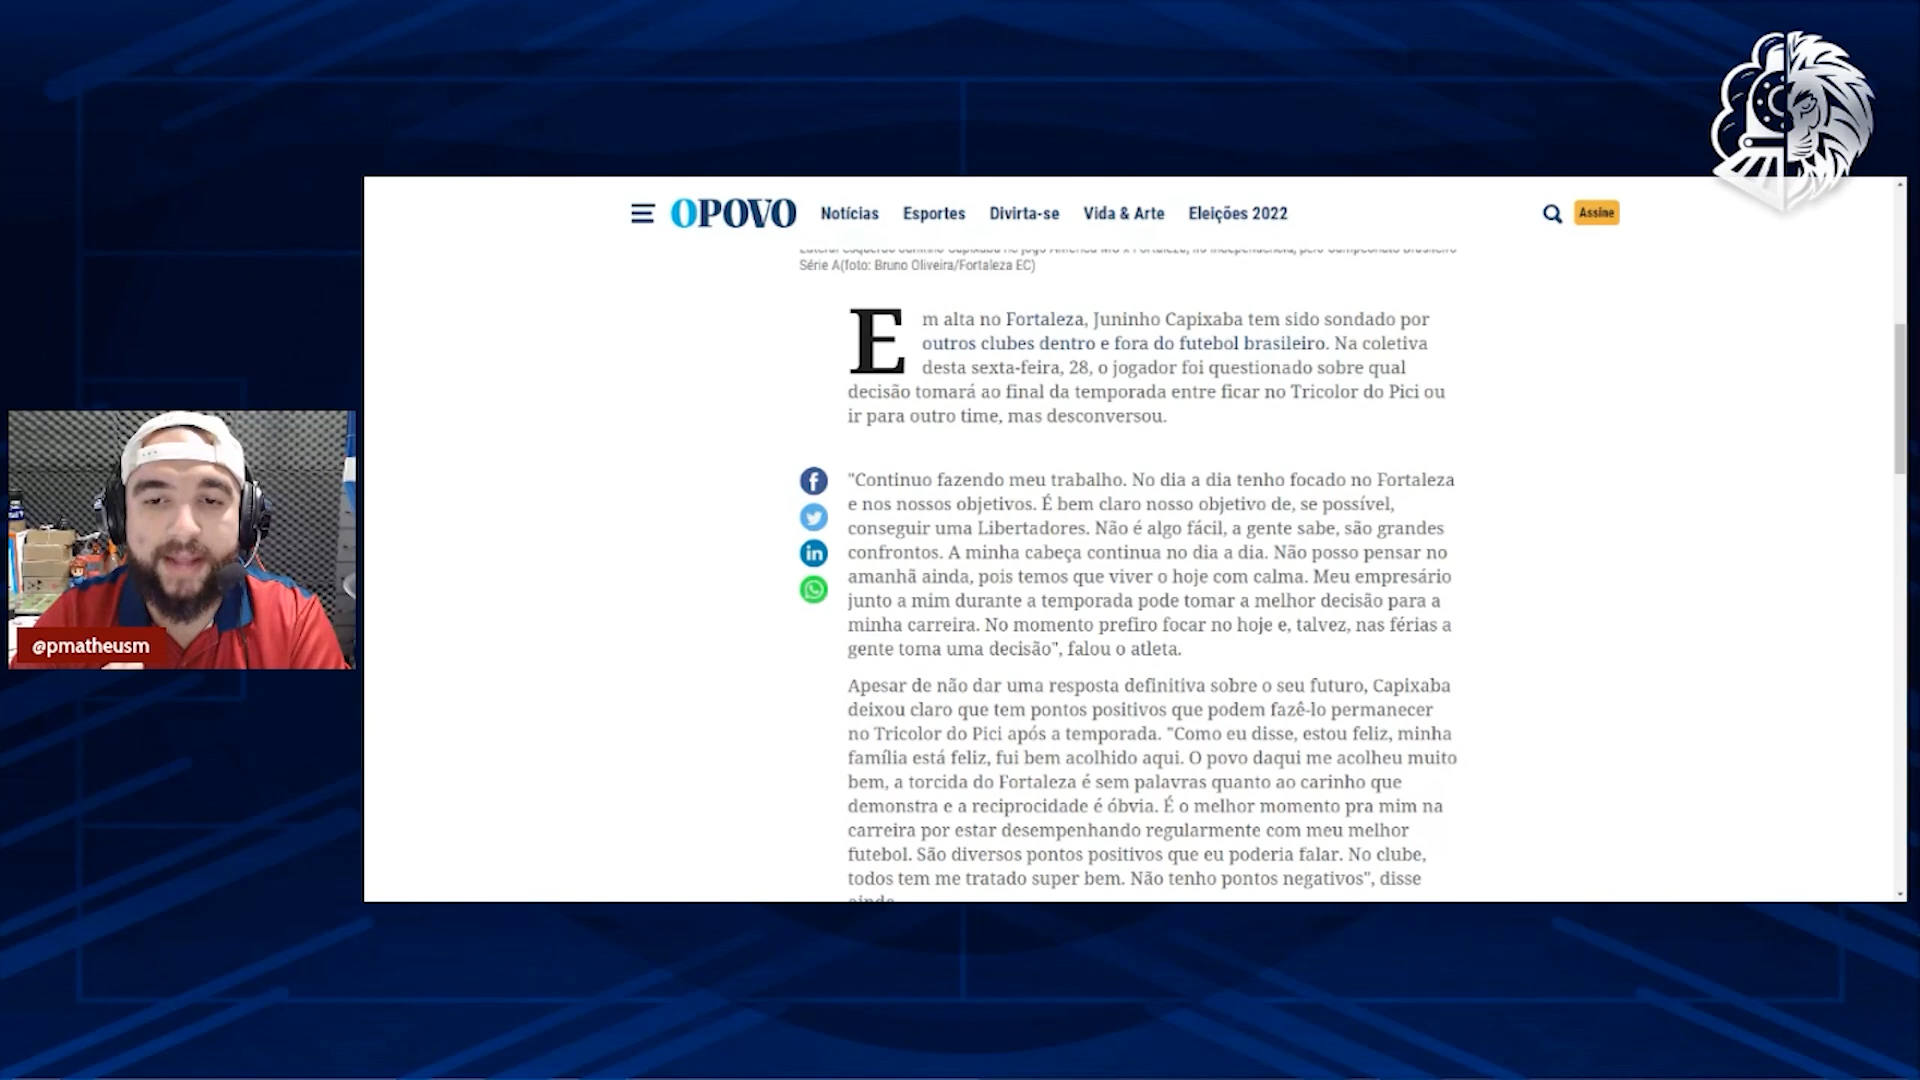 OPOVO
Notícias
Esportes
Divirta-se
Vida & Arte
Eleições 2022
Assine
Série A(foto: Bruno Oliveira/Fortaleza EC)
Em alta no Fortaleza, Juninho Capixaba tem sido sondado por
outros clubes dentro e fora do futebol brasileiro. Na coletiva
desta sexta-feira, 28, o jogador foi questionado sobre qual
decisão tomará ao final da temporada entre ficar no Tricolor do Pici ou
ir para outro time, mas desconversou.
"Continuo fazendo meu trabalho. No dia a dia tenho focado no Fortaleza
e nos nossos objetivos. É bem claro nosso objetivo de, se possível,
conseguir uma Libertadores. Não é algo fácil, a gente sabe, são grandes
confrontos. A minha cabeça continua no dia a dia. Não posso pensar no
amanhã ainda, pois temos que viver o hoje com calma. Meu empresário
junto a mim durante a temporada pode tomar a melhor decisão para a
minha carreira. No momento prefiro focar no hoje e, talvez, nas férias a
gente toma uma decisão", falou o atleta.
Apesar de não dar uma resposta definitiva sobre o seu futuro, Capixaba
deixou claro que tem pontos positivos que podem fazê-lo permanecer
no Tricolor do Pici após a temporada. "Como eu disse, estou feliz, minha
família está feliz, fui bem acolhido aqui. O povo daqui me acolheu muito
bem, a torcida do Fortaleza é sem palavras quanto ao carinho que
demonstra e a reciprocidade é óbvia. É o melhor momento pra mim na
carreira por estar desempenhando regularmente com meu melhor
futebol. São diversos pontos positivos que eu poderia falar. No clube,
todos tem me tratado super bem. Não tenho pontos negativos", disse
@pmatheusm